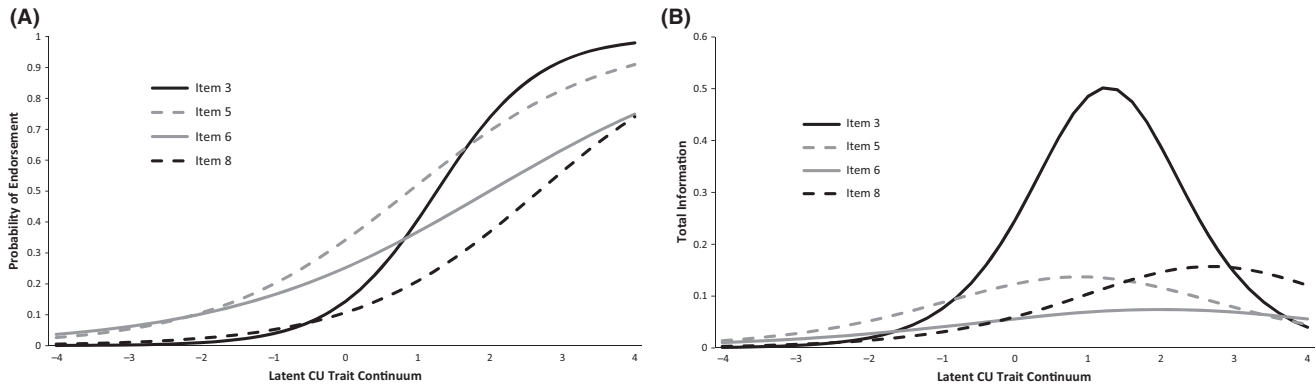 (A)
Probability of Endorsement
1
0.9
0.8
0.7
0.6
0.5
0.4
0.3
0.2
0.1
0
Item 3
Item 5
Item 6
Item 8
−4 −3 −2 −1 0 1 2 3 4
Latent CU Trait Continuum
(B)
Total Information
0.6
0.5
0.4
0.3
0.2
0.1
0
Item 3
Item 5
Item 6
Item 8
−4 −3 −2 −1 0 1 2 3 4
Latent CU Trait Continuum